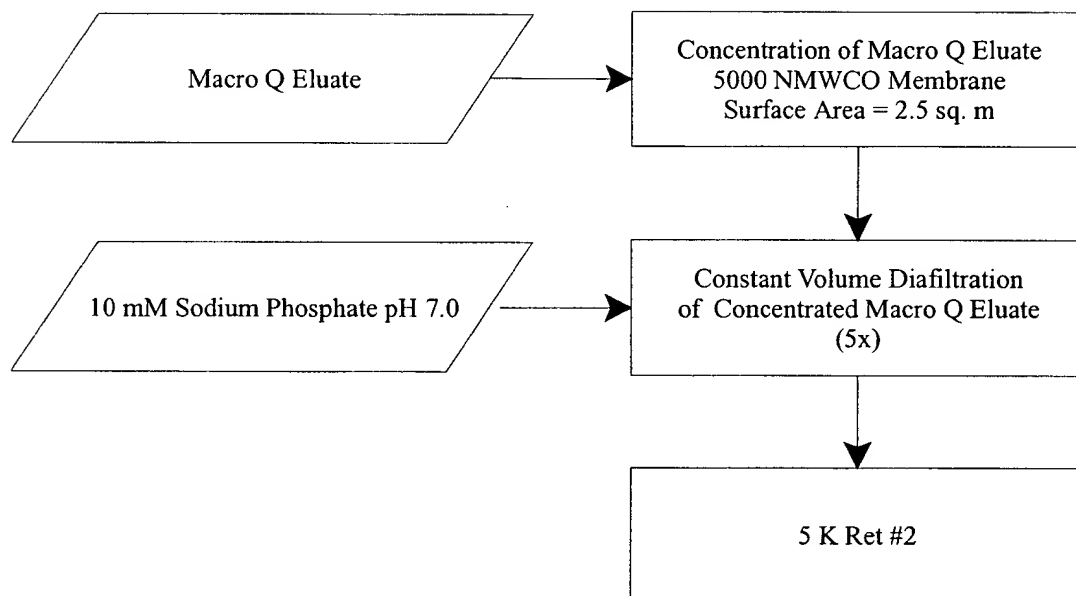 Macro Q Eluate
Concentration of Macro Q Eluate
5000 NMWCO Membrane
Surface Area = 2.5 sq. m
10 mM Sodium Phosphate pH 7.0
Constant Volume Diafiltration
of Concentrated Macro Q Eluate
(5x)
5 K Ret #2